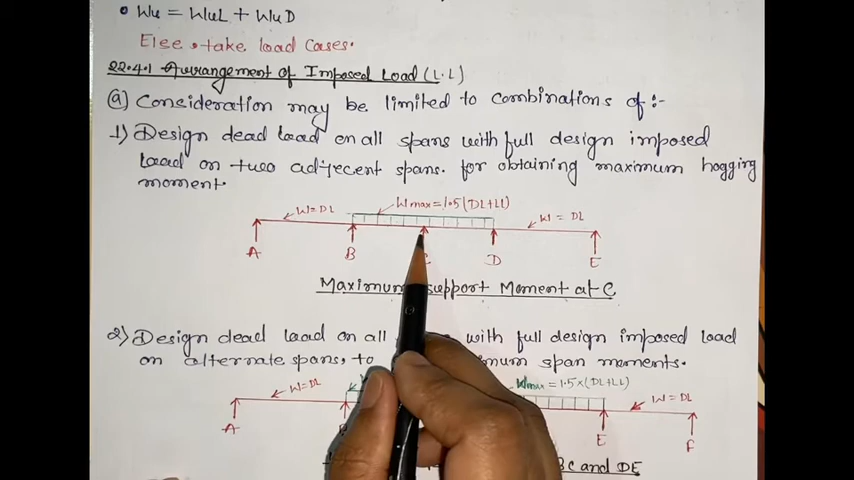 • Wu = WuL + WuD
Else, take load cases.
22.4.1 Arrangement of Imposed Load (L.L)
(a) Consideration may be limited to combinations of :-
1) Design dead load on all spans with full design imposed
load on two adjecent spans. for obtaining maximum hogging
moment.
W=DL Wmax=1.5(DL+LL) W=DL
A B C D E
Maximum support Moment at C
2) Design dead load on all with full design imposed load
on alternate spans, to span moments.
W=DL Wmax=1.5×(DL+LL) W=DL
A E F
BC and DE